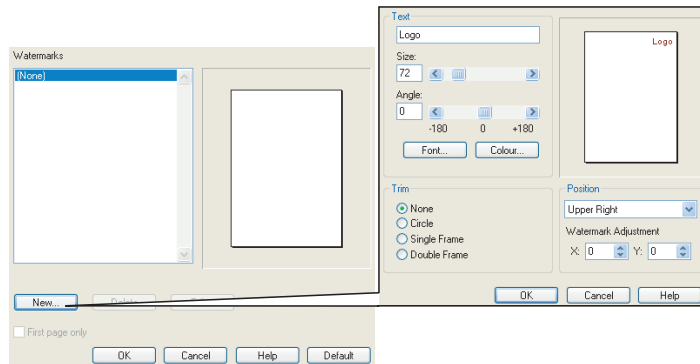 Watermarks
(None)
New...
Delete
First page only
OK Cancel Help Default
Text
Logo
Size:
72
Angle:
0
-180 0 +180
Font... Colour...
Logo
Trim
None
Circle
Single Frame
Double Frame
Position
Upper Right
Watermark Adjustment
X: 0 Y: 0
OK Cancel Help